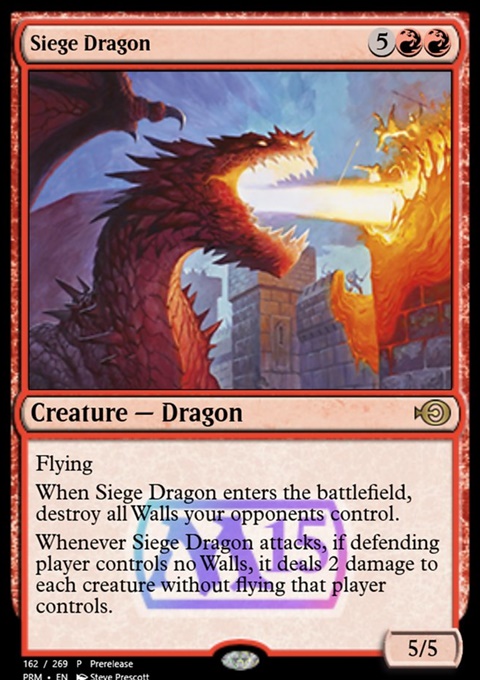 Siege Dragon 5
Creature — Dragon
Flying
When Siege Dragon enters the battlefield,
destroy all Walls your opponents control.
Whenever Siege Dragon attacks, if defending
player controls no Walls, it deals 2 damage to
each creature without flying that player
controls.
M15
5/5
162 / 269 P Prerelease
PRM • EN Steve Prescott